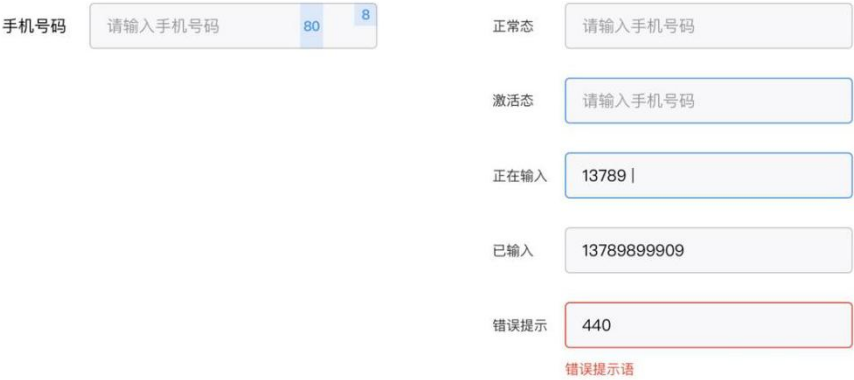 手机号码 请输入手机号码 80 8
正常态 请输入手机号码
激活态 请输入手机号码
正在输入 13789
已输入 13789899909
错误提示 440
错误提示语